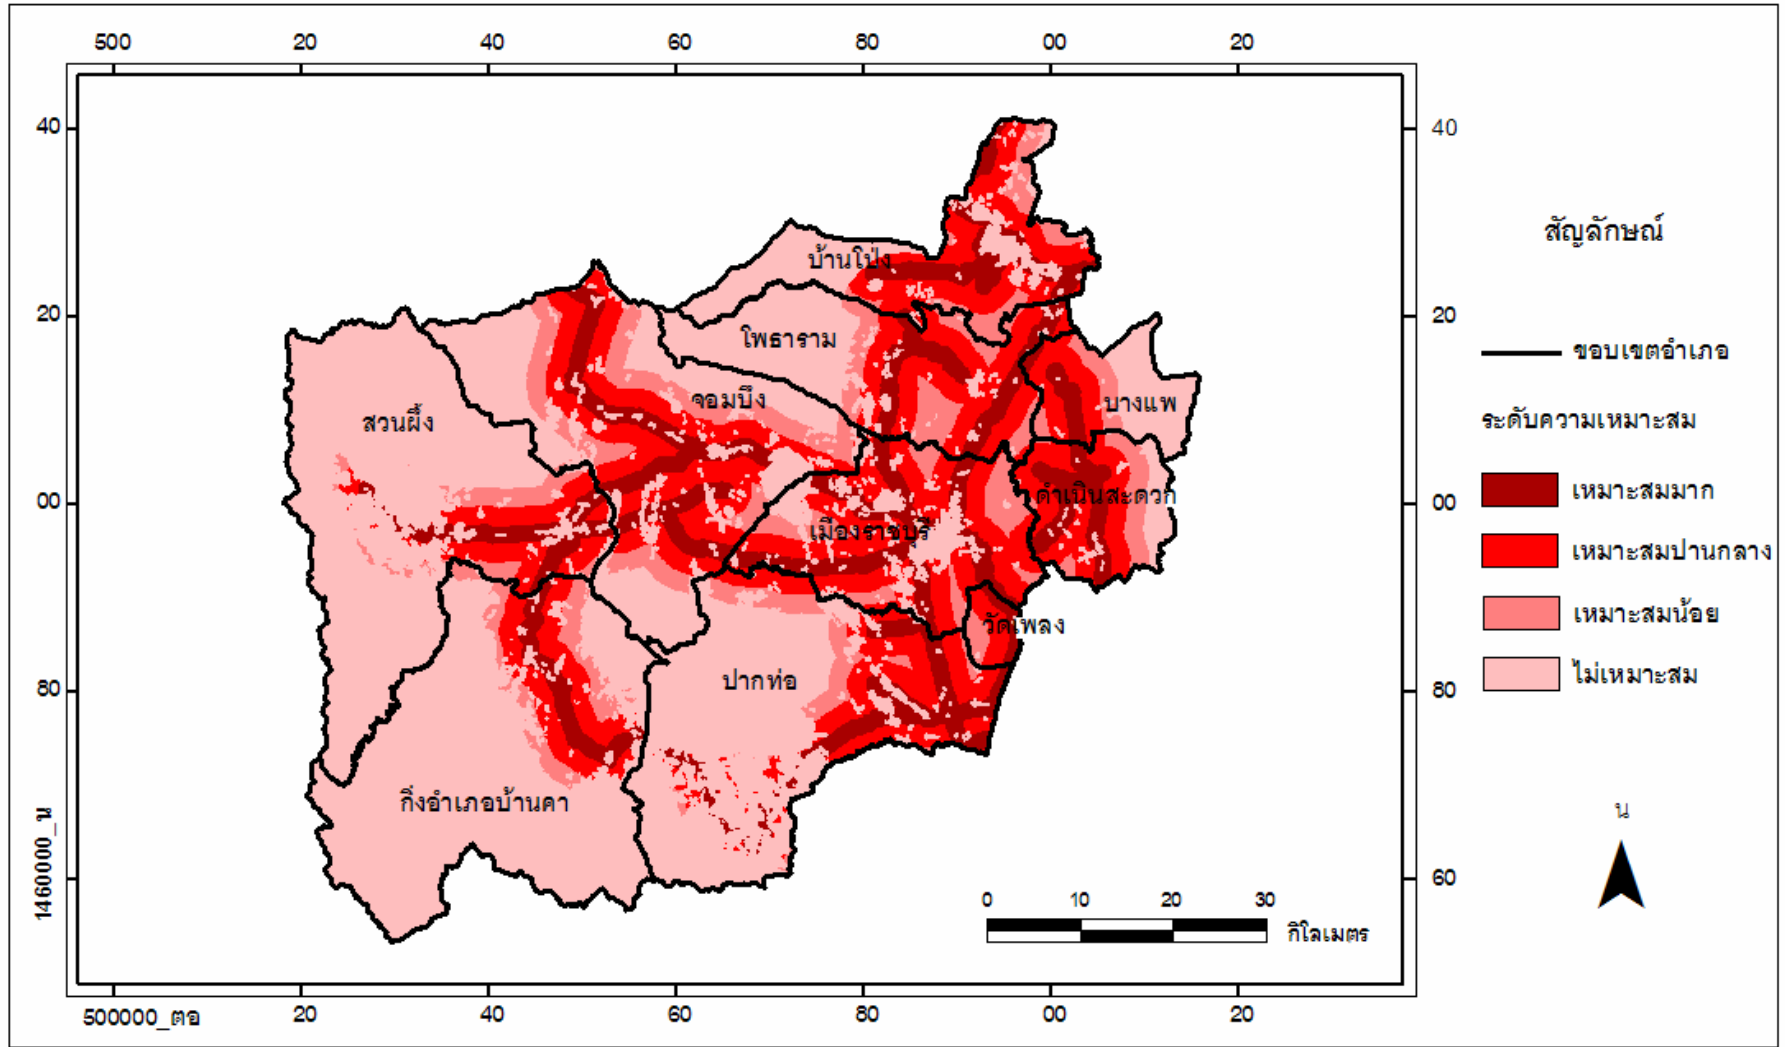 500 20 40 60 80 00 20
40 40
20 20
00 00
80 80
1460000_น 60
500000_ตอ 20 40 60 80 00 20
บ้านโป่ง
โพธาราม
จอมบึง
บางแพ
สวนผึ้ง
ดำเนินสะดวก
เมืองราชบุรี
วัดเพลง
ปากท่อ
กิ่งอำเภอบ้านคา
สัญลักษณ์
ขอบเขตอำเภอ
ระดับความเหมาะสม
เหมาะสมมาก
เหมาะสมปานกลาง
เหมาะสมน้อย
ไม่เหมาะสม
น
0 10 20 30
กิโลเมตร